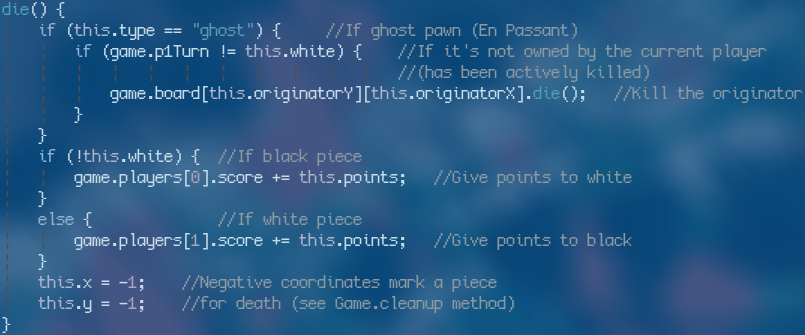 die() {
    if (this.type == "ghost") {     //If ghost pawn (En Passant)
        if (game.p1Turn != this.white) {    //If it's not owned by the current player
                                            //(has been actively killed)
            game.board[this.originatorY][this.originatorX].die();   //Kill the originator
        }
    }
    if (!this.white) {  //If black piece
        game.players[0].score += this.points;   //Give points to white
    }
    else {              //If white piece
        game.players[1].score += this.points;   //Give points to black
    }
    this.x = -1;    //Negative coordinates mark a piece
    this.y = -1;    //for death (see Game.cleanup method)
}